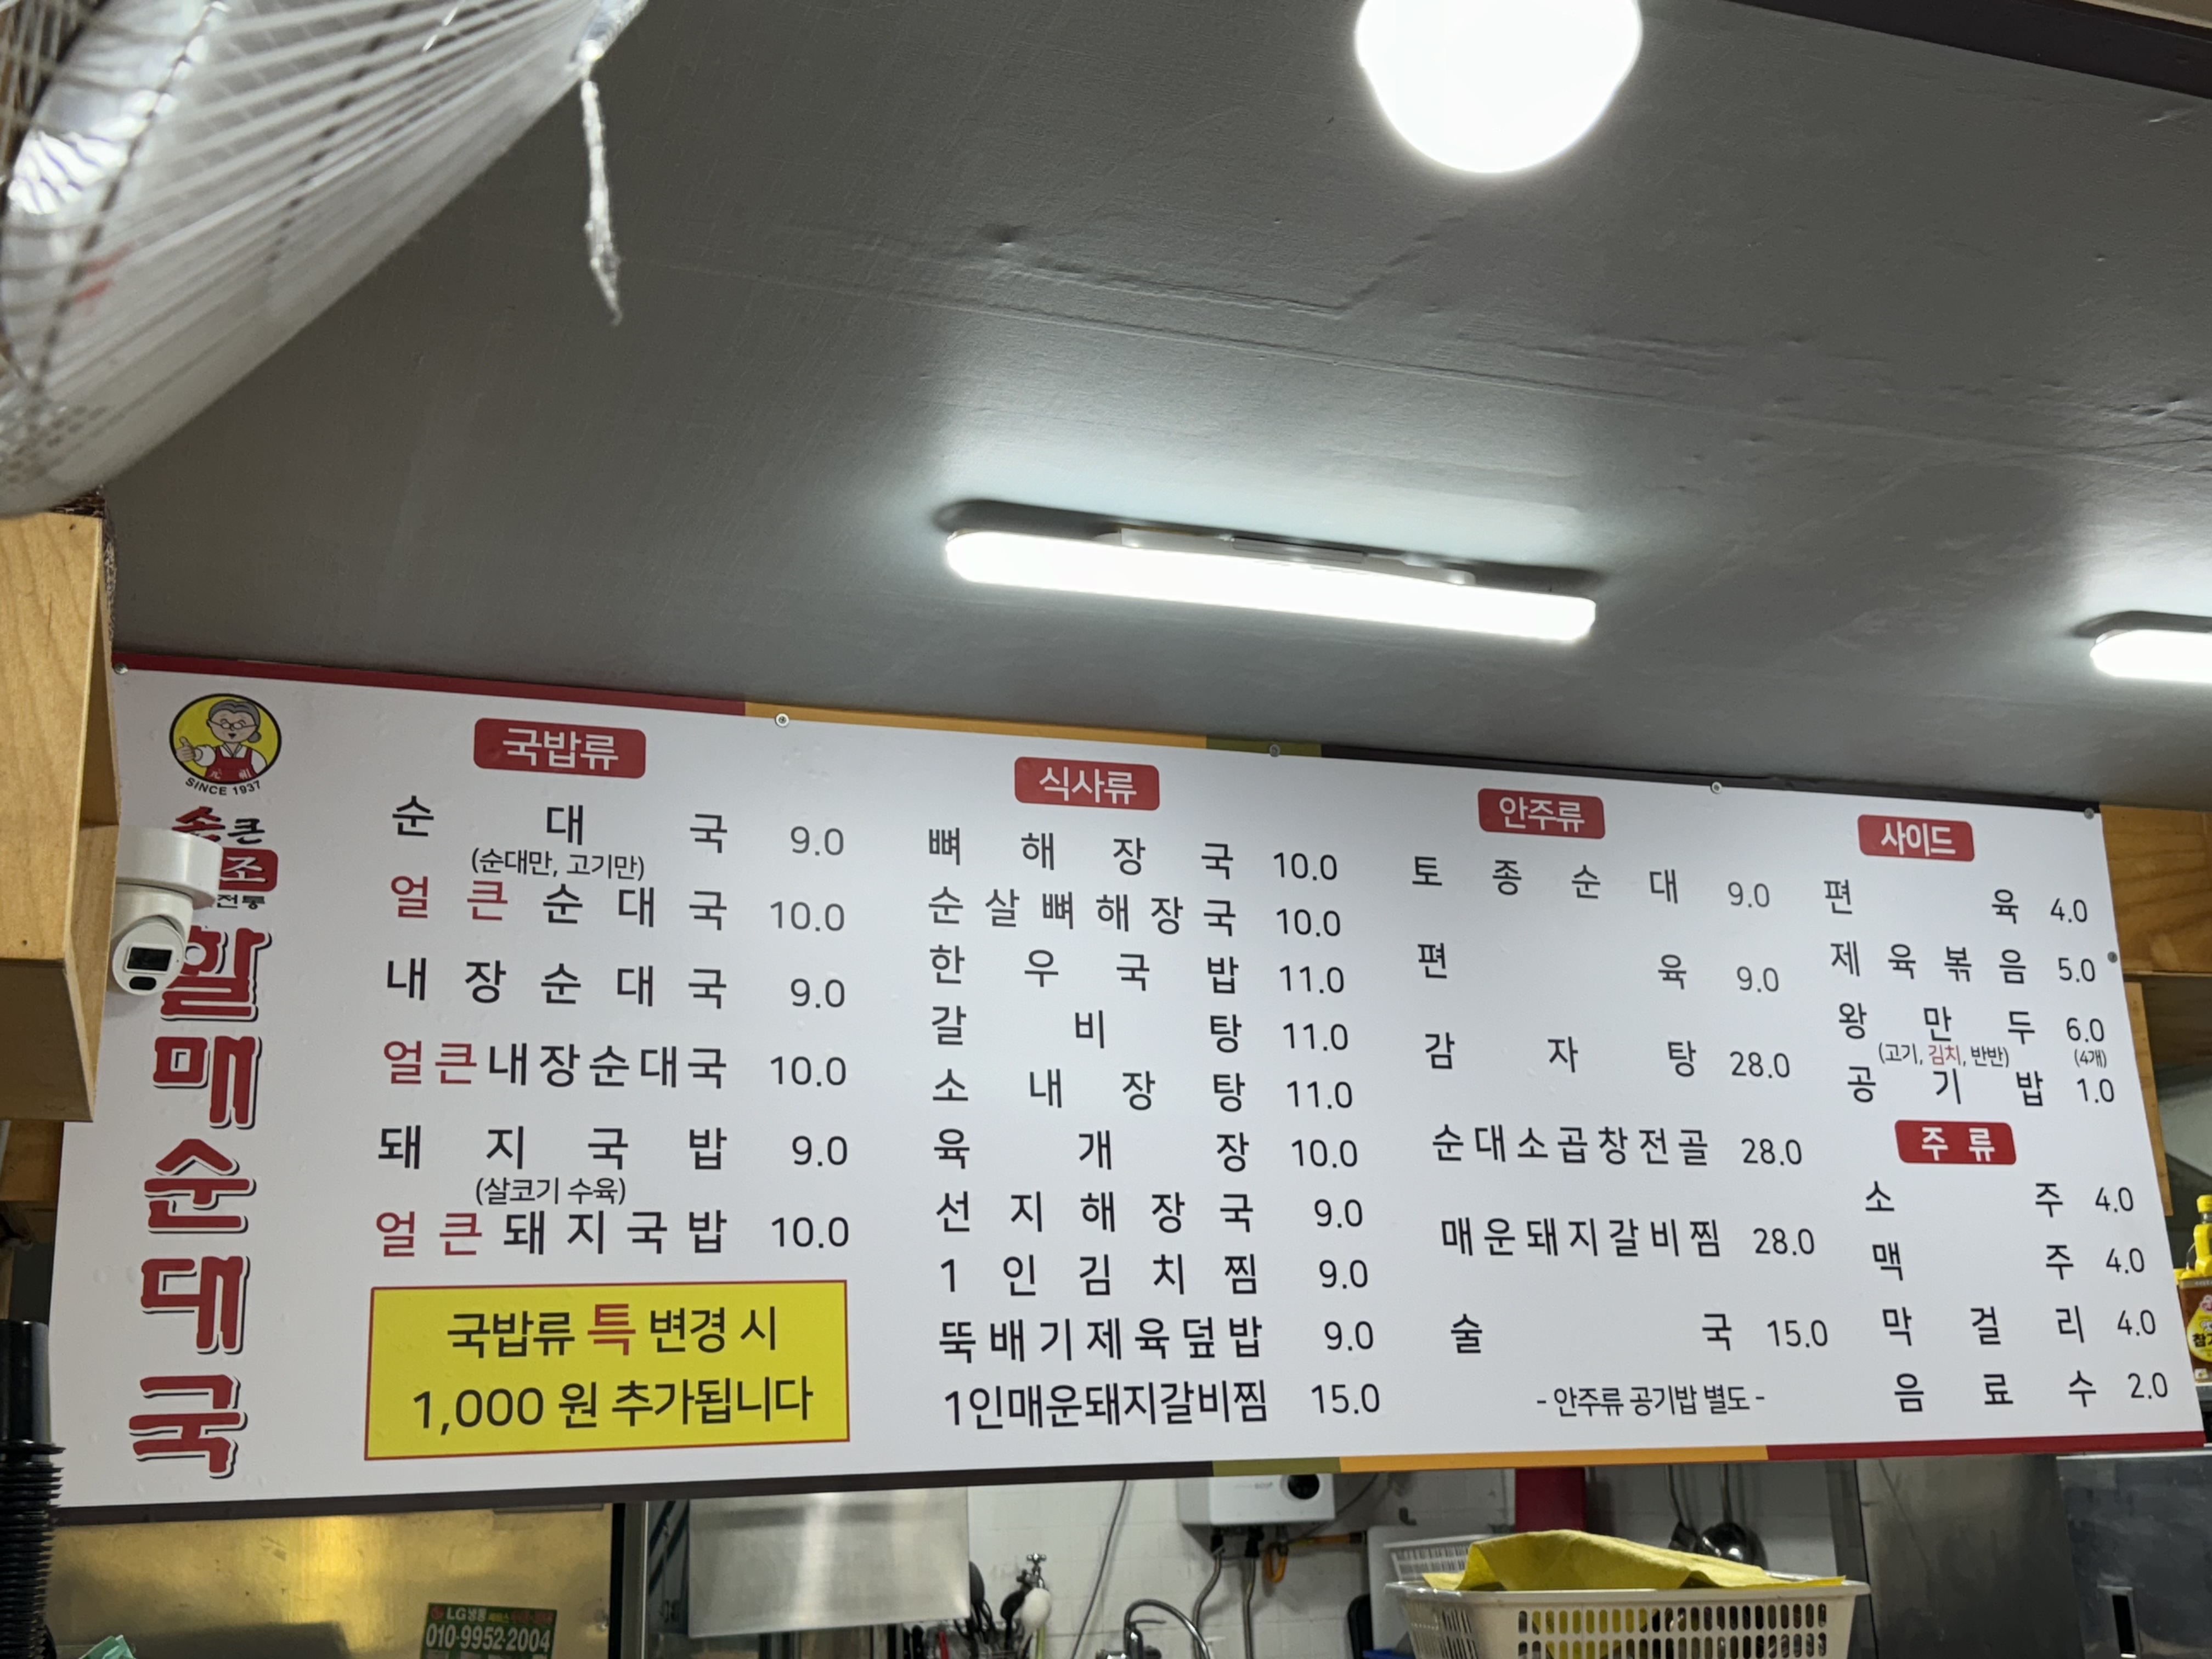 SINCE 1937
손큰
조
전통
할매순대국
국밥류
순대국 9.0
(순대만, 고기만)
얼큰순대국 10.0
내장순대국 9.0
얼큰내장순대국 10.0
돼지국밥 9.0
(살코기 수육)
얼큰돼지국밥 10.0
국밥류 특 변경 시
1,000 원 추가됩니다
식사류
뼈해장국 10.0
순살뼈해장국 10.0
한우국밥 11.0
갈비탕 11.0
소내장탕 11.0
육개장 10.0
선지해장국 9.0
1인김치찜 9.0
뚝배기제육덮밥 9.0
1인매운돼지갈비찜 15.0
안주류
토종순대 9.0
편육 9.0
감자탕 28.0
순대소곱창전골 28.0
매운돼지갈비찜 28.0
술국 15.0
- 안주류 공기밥 별도 -
사이드
편육 4.0
제육볶음 5.0
왕만두 6.0
(고기, 김치, 반반) (4개)
공기밥 1.0
주류
소주 4.0
맥주 4.0
막걸리 4.0
음료수 2.0
LG냉동
010-9952-2004